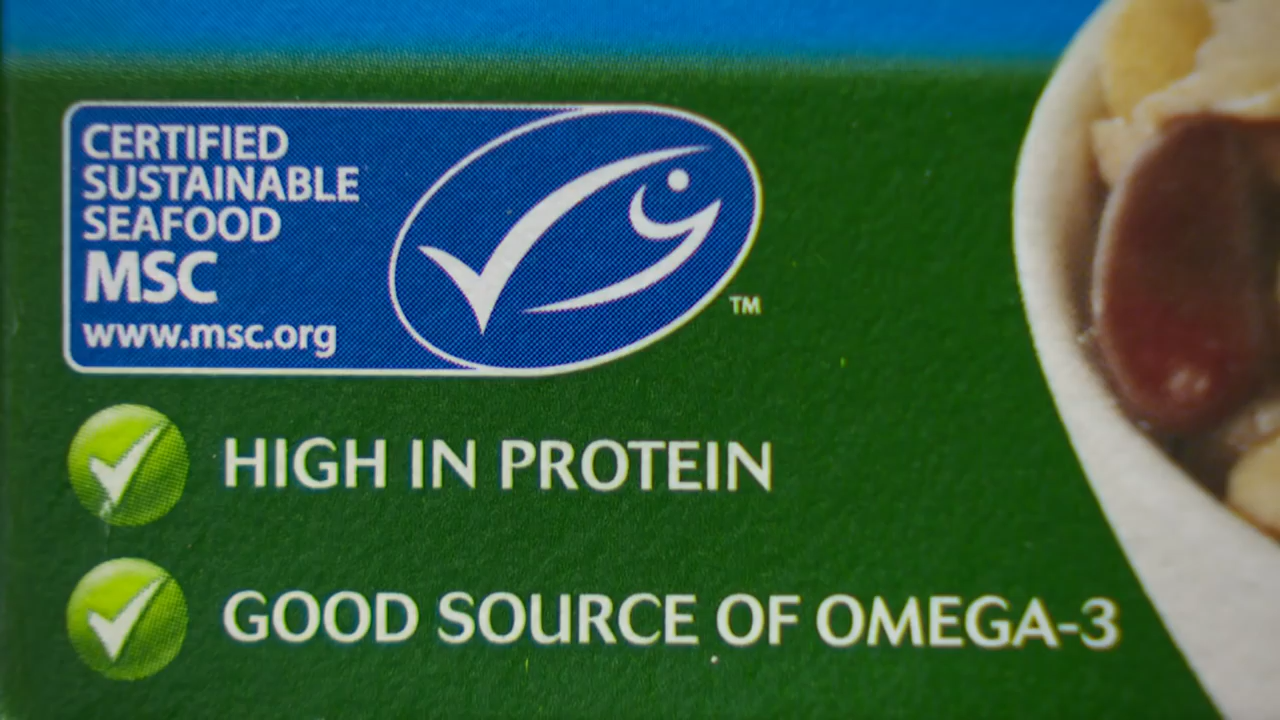 CERTIFIED
SUSTAINABLE
SEAFOOD
MSC
www.msc.org
TM
HIGH IN PROTEIN
GOOD SOURCE OF OMEGA-3